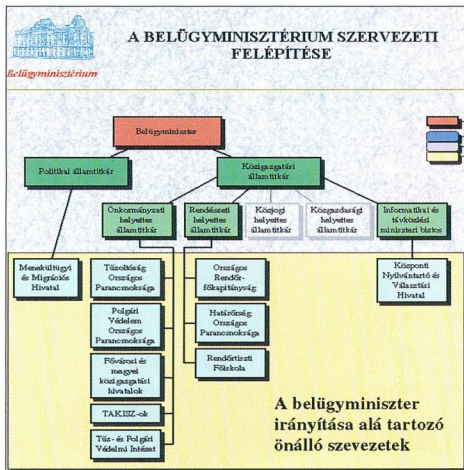 A BELÜGYMINISZTÉRIUM SZERVEZETI
FELÉPÍTÉSE
Belügyminisztérium
Belügyminiszter
Politikai államtitkár
Közigazgatási
államtitkár
Önkormányzati
helyettes
államtitkár
Rendészeti
helyettes
államtitkár
Közjogi
helyettes
államtitkár
Közgazdasági
helyettes
államtitkár
Informatikai és
távközlési
miniszteri biztos
Menekültügyi
és Migrációs
Hivatal
Tűzoltóság
Országos
Parancsnoksága
Polgári
Védelem
Országos
Parancsnoksága
Fővárosi és
megyei
közigazgatási
hivatalok
TAKISZ-ok
Tűz- és Polgári
Védelmi Intézet
Országos
Rendőr-
főkapitányság
Határőrség
Országos
Parancsnoksága
Rendőrtiszti
Főiskola
Központi
Nyilvántartó és
Választási
Hivatal
A belügyminiszter
irányítása alá tartozó
önálló szevezetek